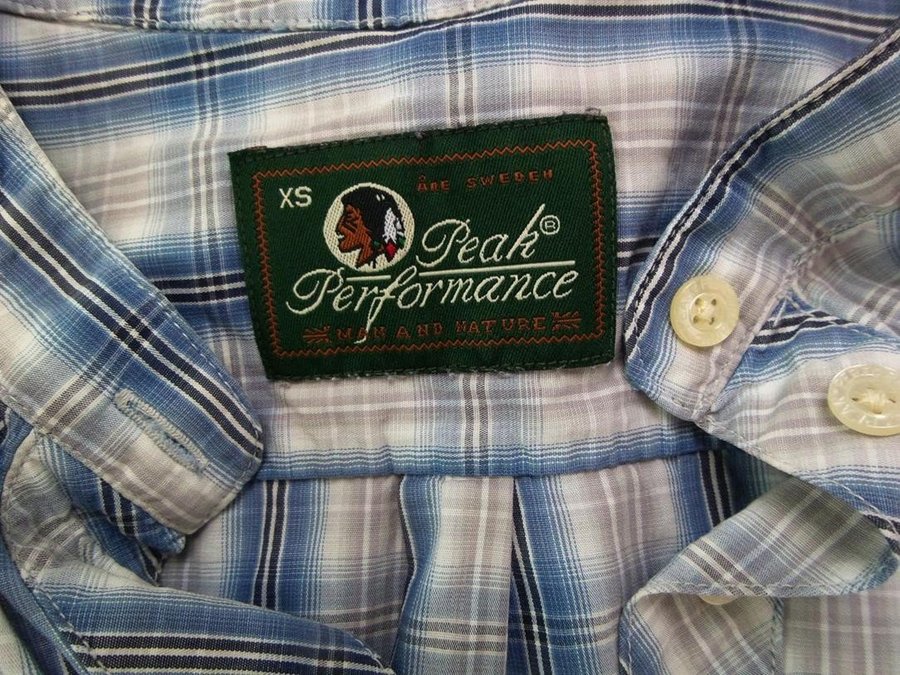 XS
ÅRE SWEDEN
Peak®
Performance
MAN AND NATURE